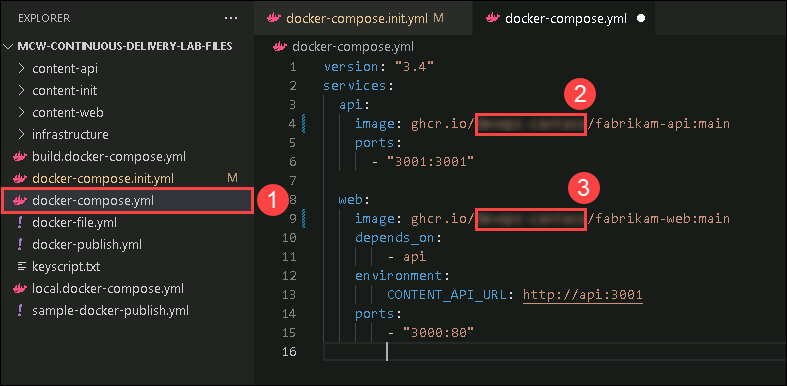 EXPLORER
MCW-CONTINUOUS-DELIVERY-LAB-FILES
content-api
content-init
content-web
infrastructure
build.docker-compose.yml
docker-compose.init.yml M
docker-compose.yml
1
docker-file.yml
docker-publish.yml
keyscript.txt
local.docker-compose.yml
sample-docker-publish.yml
docker-compose.init.yml M
docker-compose.yml
docker-compose.yml
1 version: "3.4"
2 services:
2
3 api:
4 image: ghcr.io/ /fabrikam-api:main
5 ports:
6 - "3001:3001"
7
3
8 web:
9 image: ghcr.io/ /fabrikam-web:main
10 depends_on:
11 - api
12 environment:
13 CONTENT_API_URL: http://api:3001
14 ports:
15 - "3000:80"
16